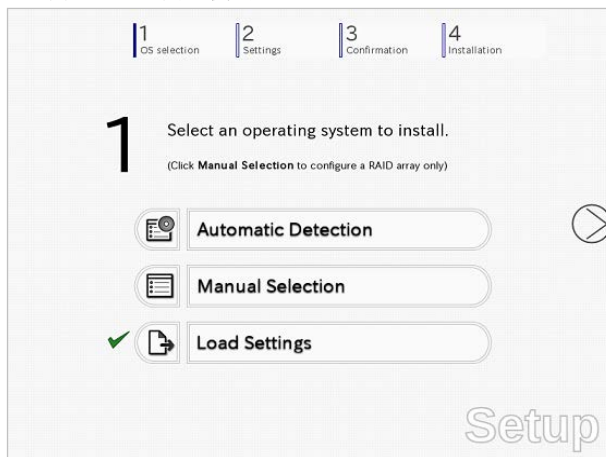 1
OS selection
2
Settings
3
Confirmation
4
Installation
1
Select an operating system to install.
(Click Manual Selection to configure a RAID array only)
Automatic Detection
Manual Selection
Load Settings
Setup